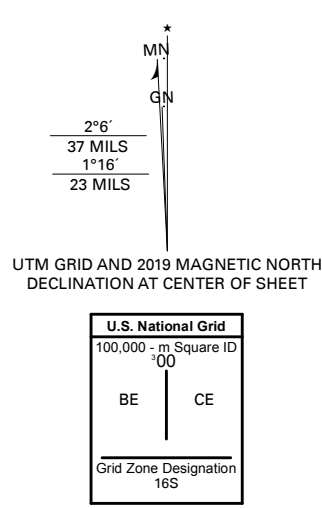 ★
MN
GN
2°6´
37 MILS
1°16´
23 MILS
UTM GRID AND 2019 MAGNETIC NORTH
DECLINATION AT CENTER OF SHEET
U.S. National Grid
100,000 - m Square ID
³00
BE CE
Grid Zone Designation
16S